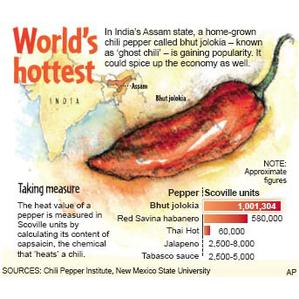 World's
hottest
In India's Assam state, a home-grown
chili pepper called bhut jolokia – known
as 'ghost chili' – is gaining popularity. It
could spice up the economy as well.
INDIA
Assam
Bhut jolokia
NOTE:
Approximate
figures
Taking measure
The heat value of a
pepper is measured in
Scoville units by
calculating its content of
capsaicin, the chemical
that 'heats' a chili.
Pepper Scoville units
Bhut jolokia 1,001,304
Red Savina habanero 580,000
Thai Hot 60,000
Jalapeno 2,500-8,000
Tabasco sauce 2,500-5,000
SOURCES: Chili Pepper Institute, New Mexico State University AP